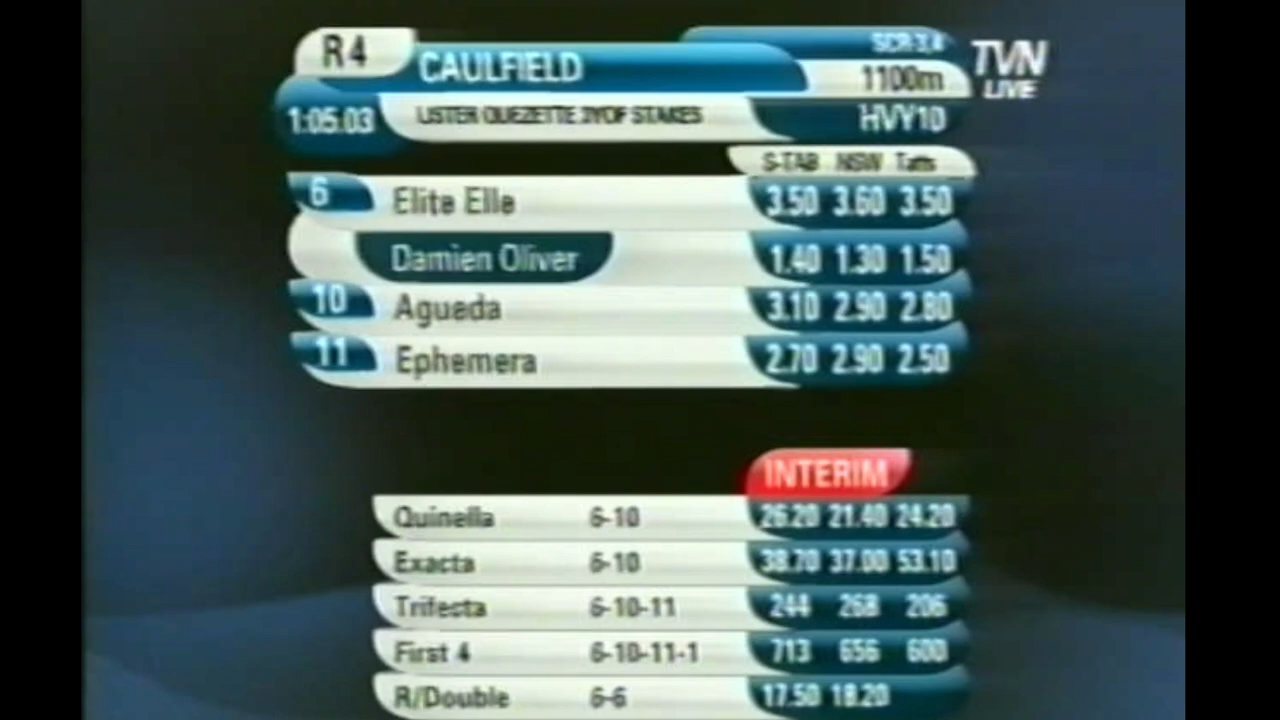 R4 CAULFIELD SCR:3,4 TVN
1100m LIVE
1:05.03 LISTER QUEZETTE 2YOF STAKES HVY10
S-TAB NSW Tatts
6 Elite Elle 3.50 3.60 3.50
Damien Oliver 1.40 1.30 1.50
10 Agueda 3.10 2.90 2.80
11 Ephemera 2.70 2.90 2.50
INTERIM
Quinella 6-10 26.20 21.40 24.20
Exacta 6-10 38.70 37.00 53.10
Trifecta 6-10-11 244 268 206
First 4 6-10-11-1 713 656 600
R/Double 6-6 17.50 18.20